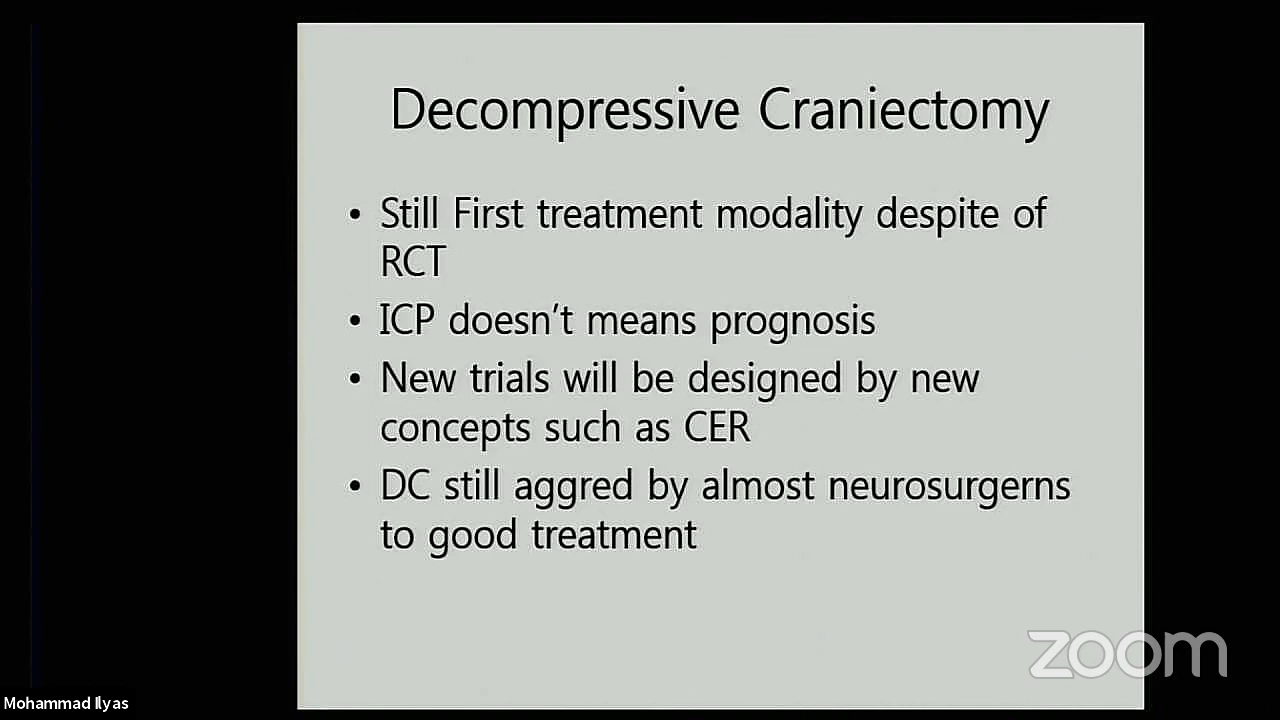 Decompressive Craniectomy
• Still First treatment modality despite of
RCT
• ICP doesn't means prognosis
• New trials will be designed by new
concepts such as CER
• DC still aggred by almost neurosurgerns
to good treatment
zoom
Mohammad Ilyas